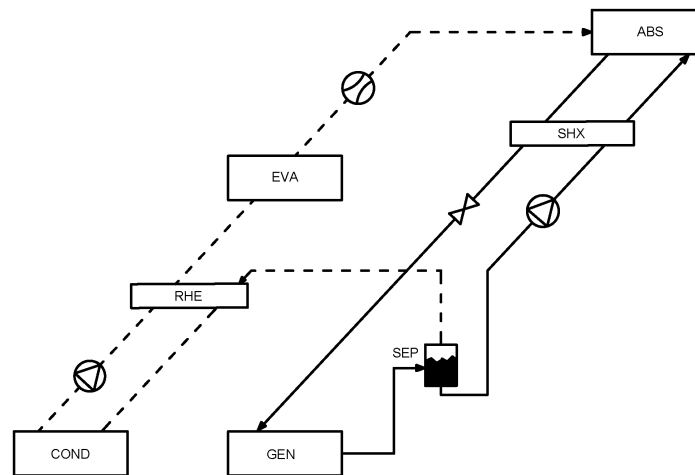 ABS
SHX
EVA
RHE
SEP
COND
GEN